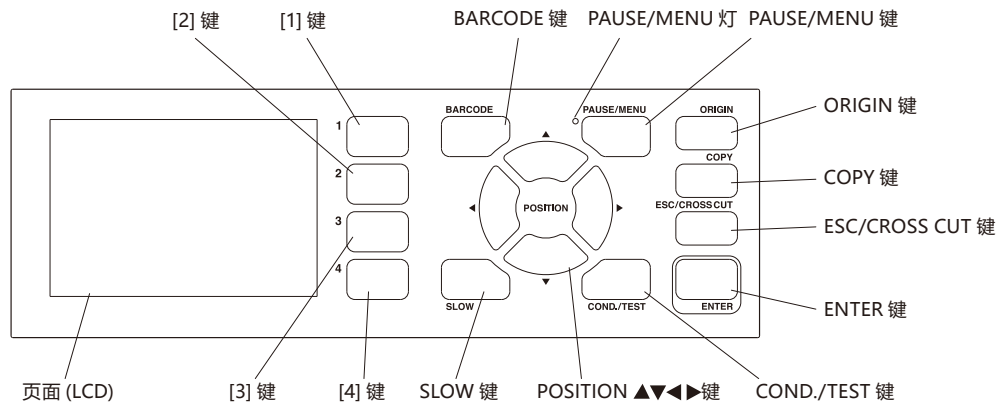 [2] 键
[1] 键
BARCODE 键
PAUSE/MENU 灯
PAUSE/MENU 键
BARCODE
PAUSE/MENU
ORIGIN
ORIGIN 键
1
COPY
2
COPY 键
ESC/CROSS CUT
3
POSITION
ESC/CROSS CUT 键
4
SLOW
COND./TEST
ENTER
ENTER 键
页面 (LCD)
[3] 键
[4] 键
SLOW 键
POSITION ▲▼◀▶键
COND./TEST 键